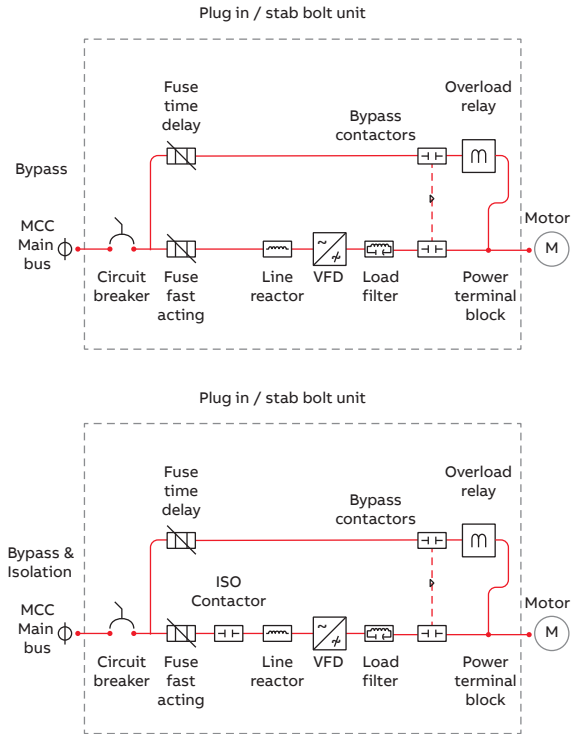 Plug in / stab bolt unit
Fuse
time
delay
Bypass
contactors
Overload
relay
Bypass
MCC
Main
bus
Circuit
breaker
Fuse
fast
acting
Line
reactor
VFD
Load
filter
Power
terminal
block
Motor
M
Plug in / stab bolt unit
Fuse
time
delay
Bypass
contactors
Overload
relay
Bypass &
Isolation
ISO
Contactor
MCC
Main
bus
Circuit
breaker
Fuse
fast
acting
Line
reactor
VFD
Load
filter
Power
terminal
block
Motor
M